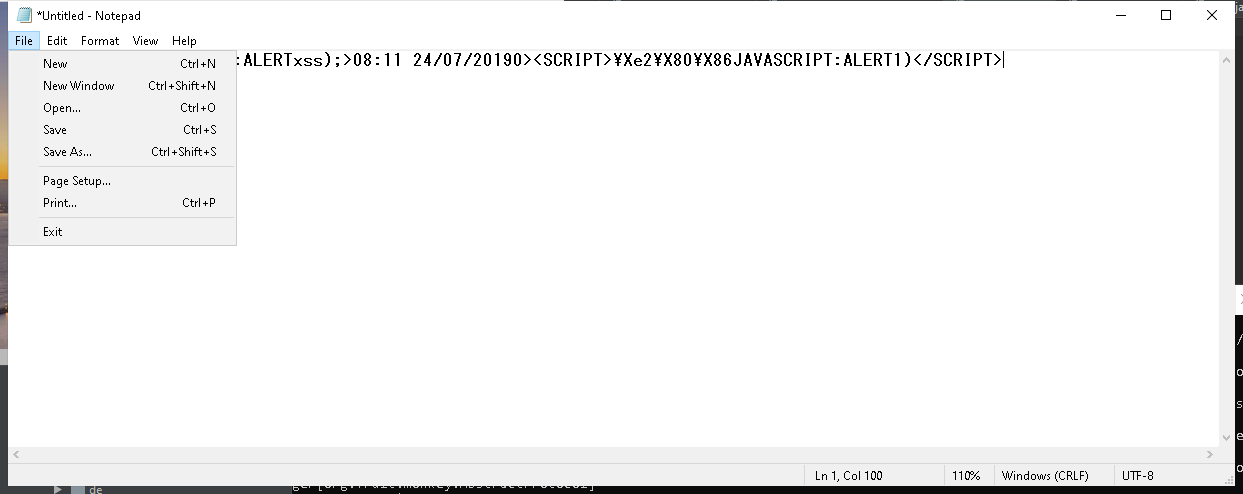 *Untitled - Notepad
File Edit Format View Help
:ALERTxss);>08:11 24/07/20190><SCRIPT>¥Xe2¥X80¥X86JAVASCRIPT:ALERT1)</SCRIPT>
New Ctrl+N
New Window Ctrl+Shift+N
Open... Ctrl+O
Save Ctrl+S
Save As... Ctrl+Shift+S
Page Setup...
Print... Ctrl+P
Exit
Ln 1, Col 100 110% Windows (CRLF) UTF-8
de